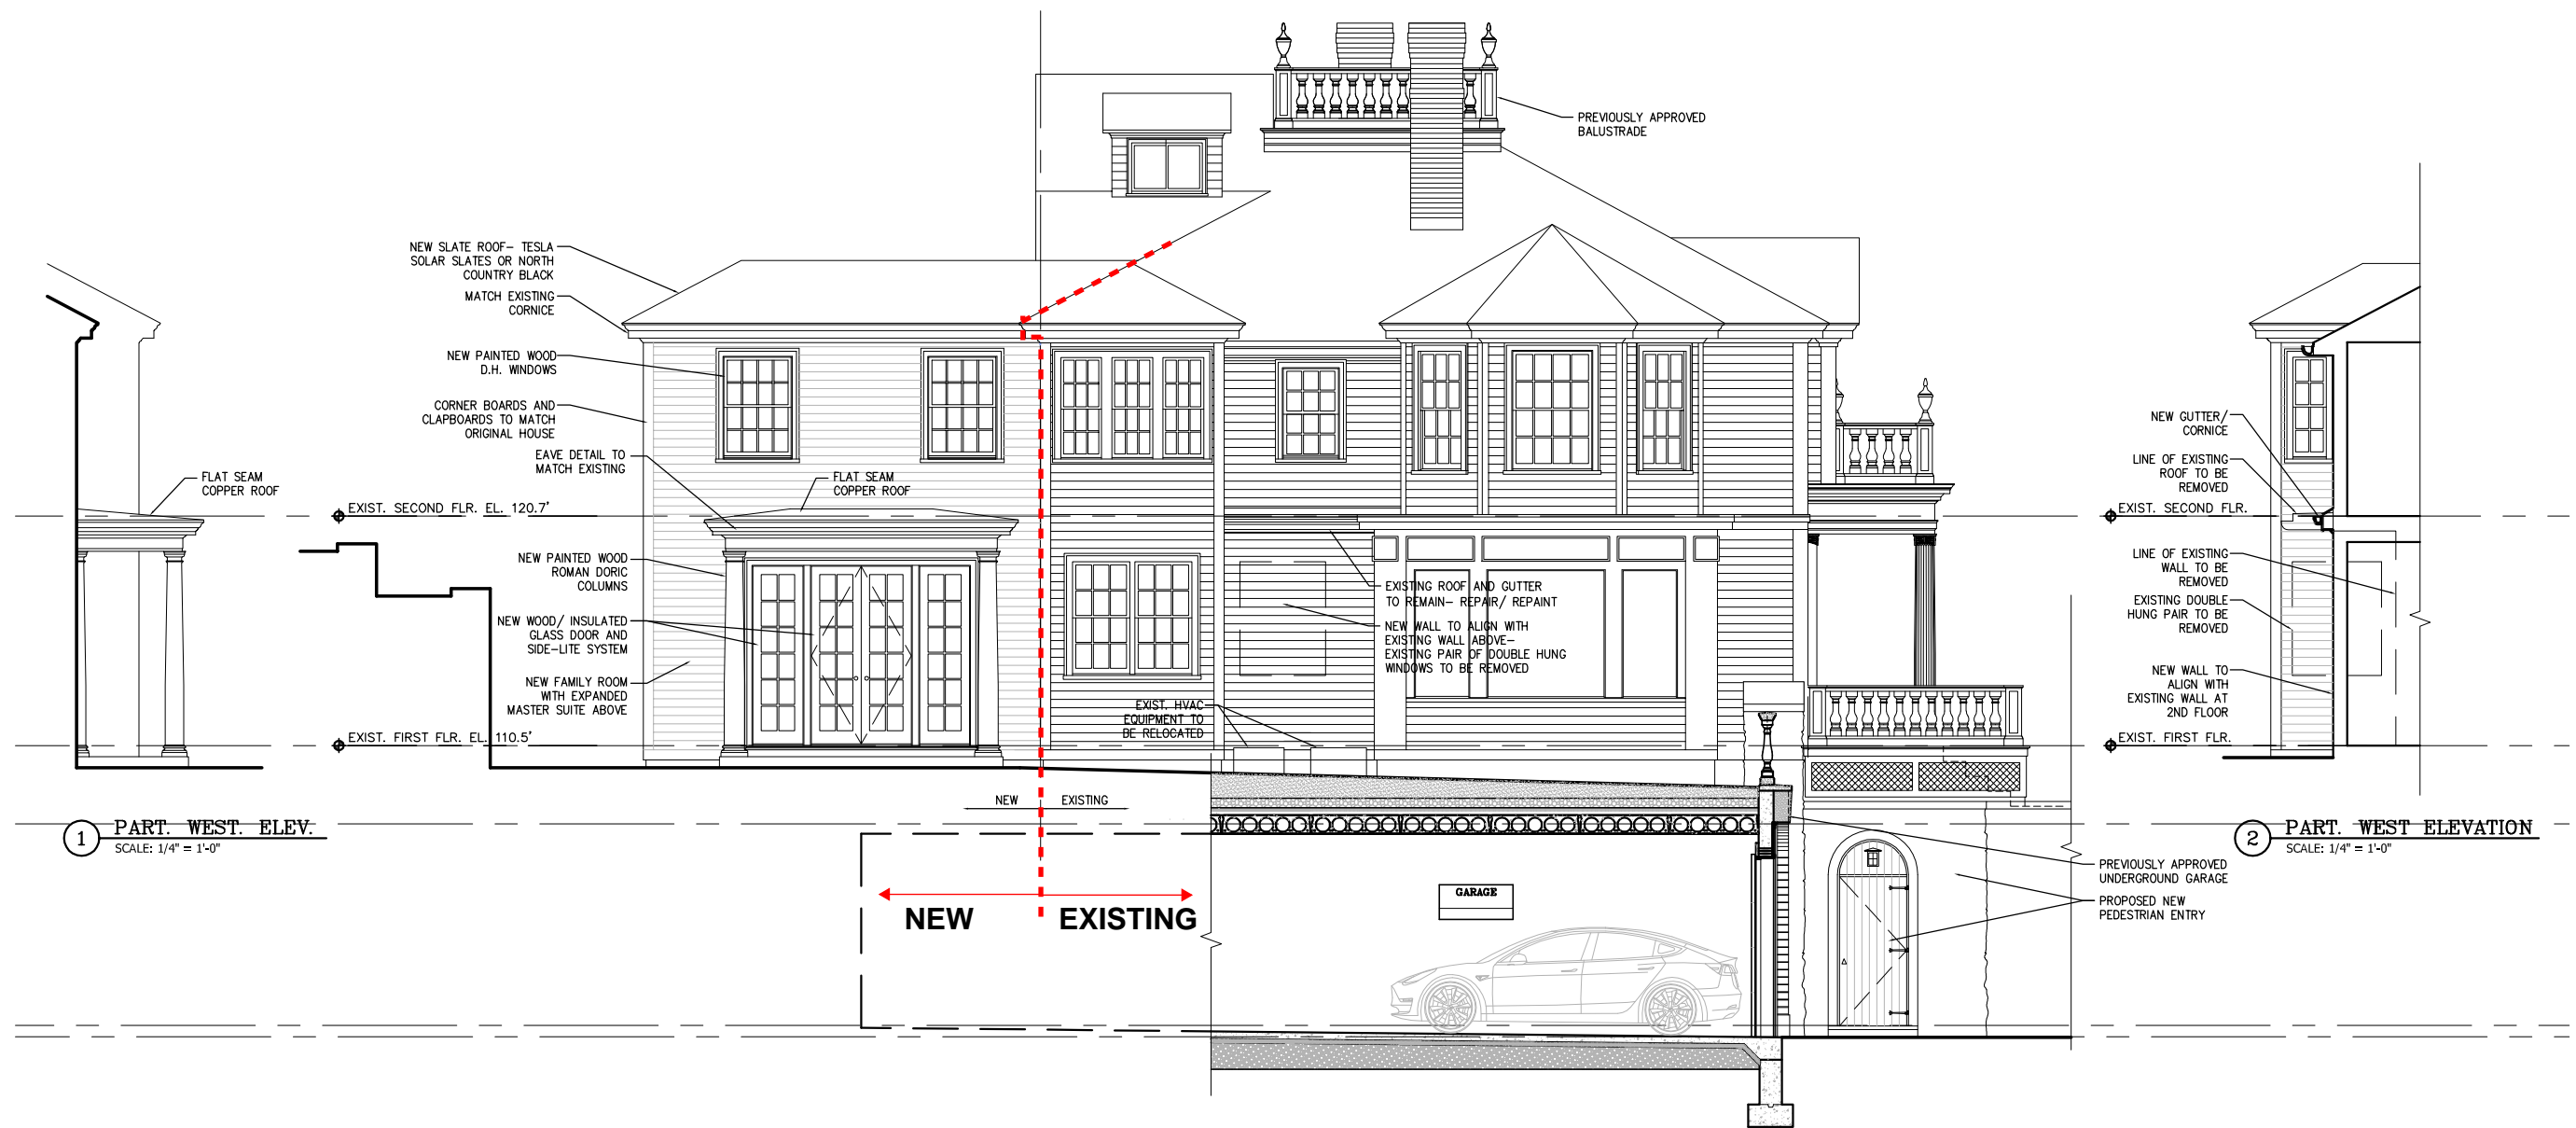 PREVIOUSLY APPROVED
BALUSTRADE
NEW SLATE ROOF- TESLA
SOLAR SLATES OR NORTH
COUNTRY BLACK
MATCH EXISTING
CORNICE
NEW PAINTED WOOD
D.H. WINDOWS
CORNER BOARDS AND
CLAPBOARDS TO MATCH
ORIGINAL HOUSE
EAVE DETAIL TO
MATCH EXISTING
FLAT SEAM
COPPER ROOF
FLAT SEAM
COPPER ROOF
EXIST. SECOND FLR. EL. 120.7'
NEW PAINTED WOOD
ROMAN DORIC
COLUMNS
NEW WOOD/ INSULATED
GLASS DOOR AND
SIDE-LITE SYSTEM
NEW FAMILY ROOM
WITH EXPANDED
MASTER SUITE ABOVE
EXIST. FIRST FLR. EL. 110.5'
EXISTING ROOF AND GUTTER
TO REMAIN- REPAIR/ REPAINT
NEW WALL TO ALIGN WITH
EXISTING WALL ABOVE-
EXISTING PAIR OF DOUBLE HUNG
WINDOWS TO BE REMOVED
EXIST. HVAC
EQUIPMENT TO
BE RELOCATED
NEW GUTTER/
CORNICE
LINE OF EXISTING
ROOF TO BE
REMOVED
EXIST. SECOND FLR.
LINE OF EXISTING
WALL TO BE
REMOVED
EXISTING DOUBLE
HUNG PAIR TO BE
REMOVED
NEW WALL TO
ALIGN WITH
EXISTING WALL AT
2ND FLOOR
EXIST. FIRST FLR.
NEW EXISTING
1 PART. WEST. ELEV.
SCALE: 1/4" = 1'-0"
2 PART. WEST ELEVATION
SCALE: 1/4" = 1'-0"
PREVIOUSLY APPROVED
UNDERGROUND GARAGE
PROPOSED NEW
PEDESTRIAN ENTRY
GARAGE
NEW EXISTING